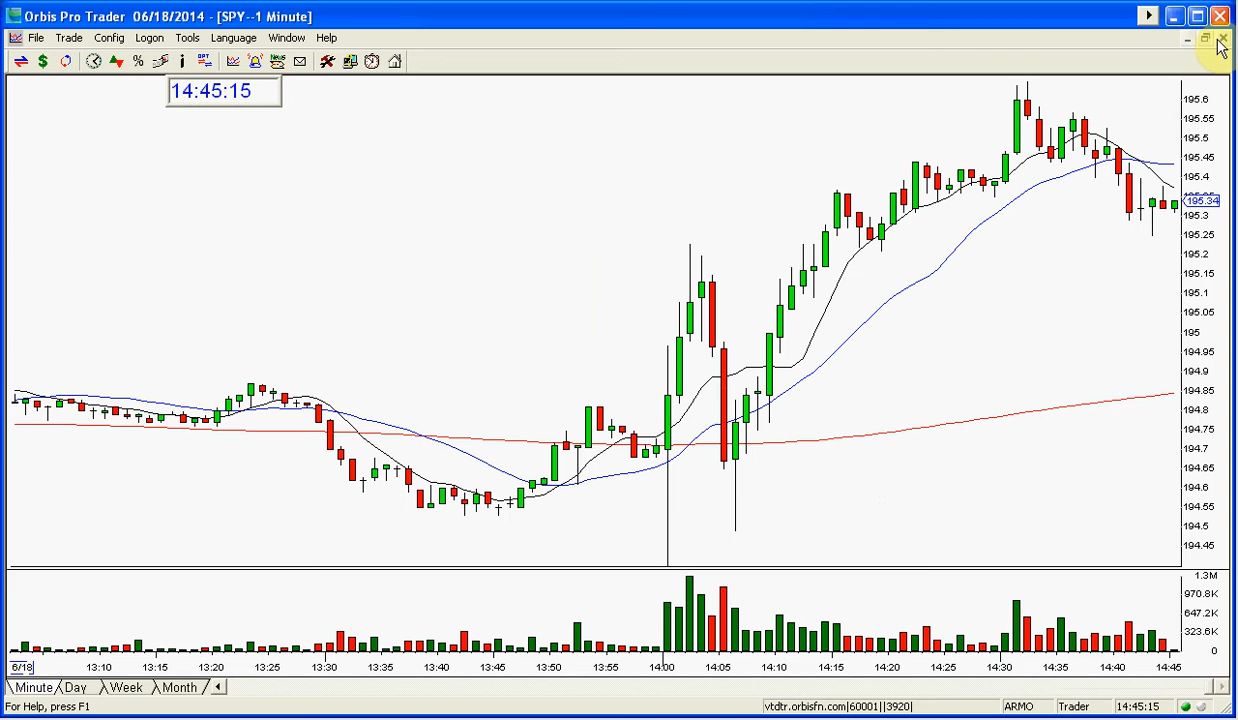 Orbis Pro Trader 06/18/2014 - [SPY--1 Minute]
File Trade Config Logon Tools Language Window Help
$ % i OPT News
14:45:15
195.6
195.55
195.5
195.45
195.4
195.34
195.3
195.25
195.2
195.15
195.1
195.05
195
194.95
194.9
194.85
194.8
194.75
194.7
194.65
194.6
194.55
194.5
194.45
1.3M
970.8K
647.2K
323.6K
0
6/18 13:10 13:15 13:20 13:25 13:30 13:35 13:40 13:45 13:50 13:55 14:00 14:05 14:10 14:15 14:20 14:25 14:30 14:35 14:40 14:45
Minute Day Week Month
For Help, press F1 vtdtr.orbisfn.com|60001||3920| ARMO Trader 14:45:15